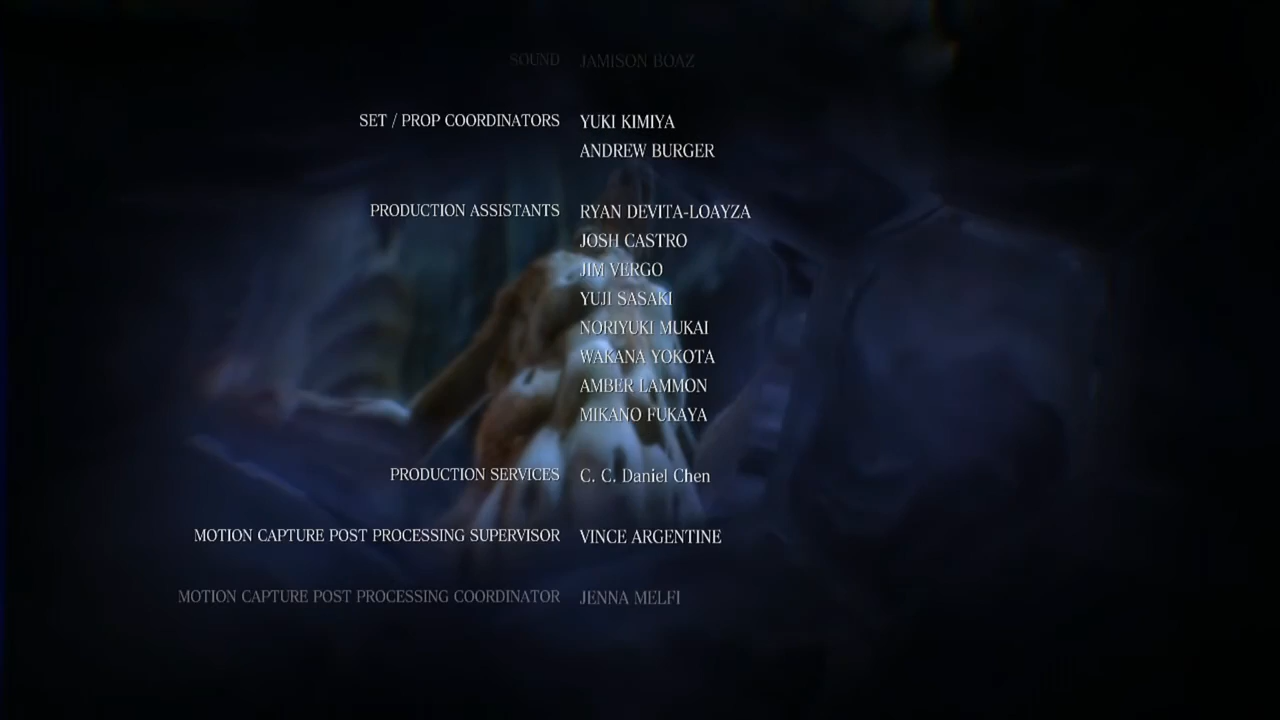 SOUND JAMISON BOAZ
SET / PROP COORDINATORS YUKI KIMIYA
ANDREW BURGER
PRODUCTION ASSISTANTS RYAN DEVITA-LOAYZA
JOSH CASTRO
JIM VERGO
YUJI SASAKI
NORIYUKI MUKAI
WAKANA YOKOTA
AMBER LAMMON
MIKANO FUKAYA
PRODUCTION SERVICES C. C. Daniel Chen
MOTION CAPTURE POST PROCESSING SUPERVISOR VINCE ARGENTINE
MOTION CAPTURE POST PROCESSING COORDINATOR JENNA MELFI